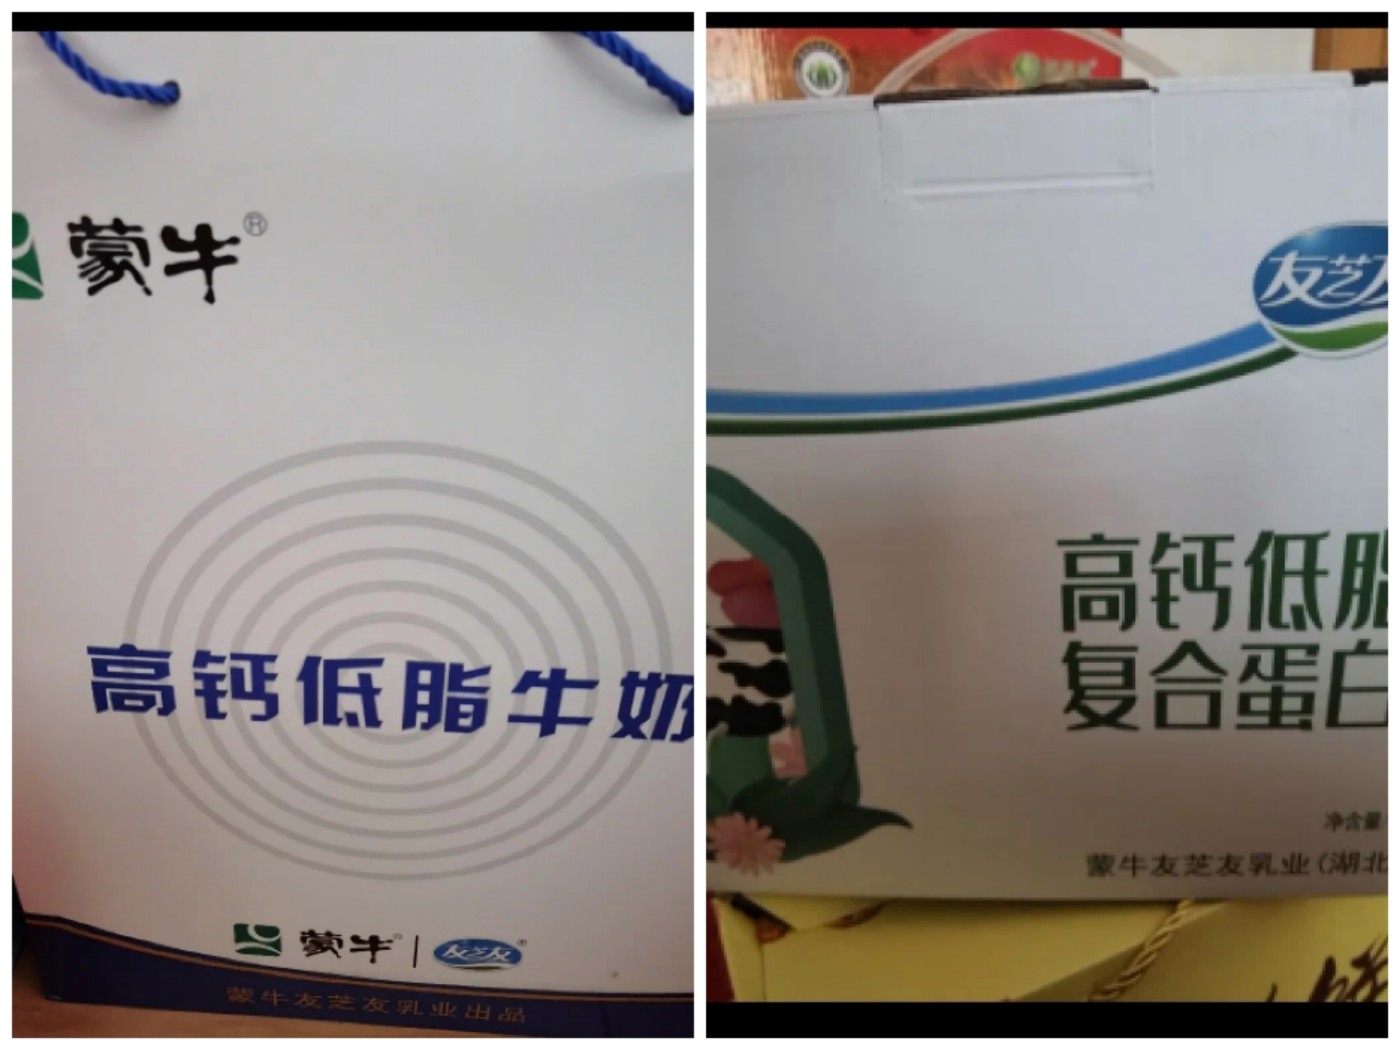 蒙牛®
高钙低脂牛奶
蒙牛® | 友芝友®
蒙牛友芝友乳业出品
友芝友
高钙低脂
复合蛋白
净含量
蒙牛友芝友乳业(湖北